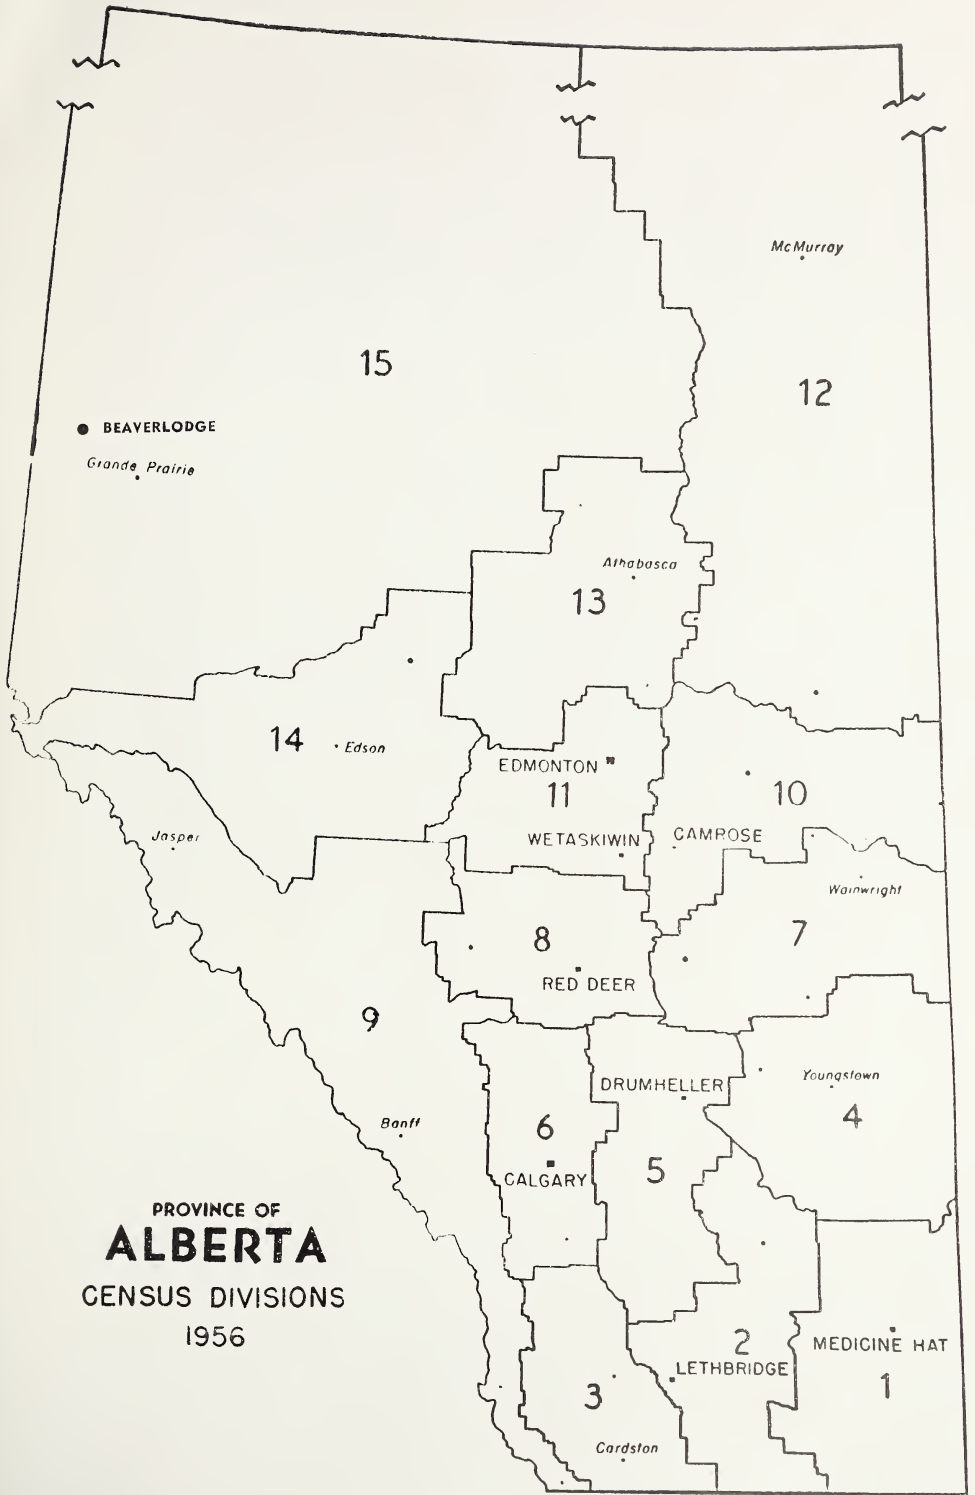 McMurray
15
12
BEAVERLODGE
Grande Prairie
Athabasca
13
14
Edson
EDMONTON
11
10
WETASKIWIN
CAMROSE
Jasper
Wainwright
8
7
RED DEER
9
Youngstown
DRUMHELLER
4
Banff
6
5
CALGARY
PROVINCE OF
ALBERTA
CENSUS DIVISIONS
1956
2
MEDICINE HAT
LETHBRIDGE
1
3
Cardston